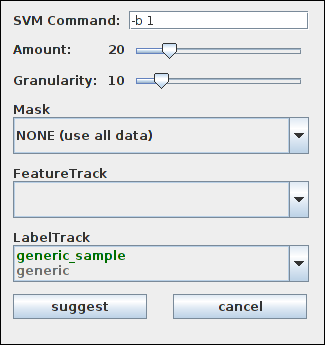 SVM Command: -b 1
Amount: 20
Granularity: 10
Mask
NONE (use all data)
FeatureTrack
LabelTrack
generic_sample
generic
suggest cancel